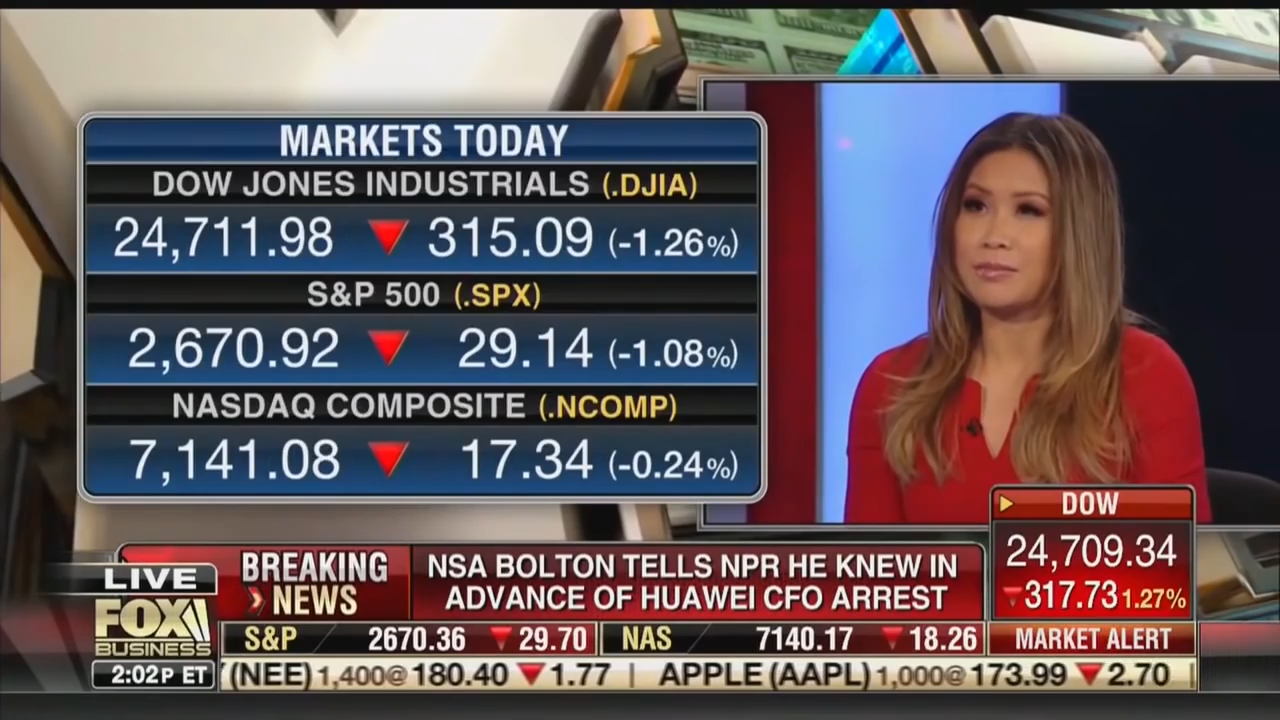 MARKETS TODAY
DOW JONES INDUSTRIALS (.DJIA)
24,711.98 ▼ 315.09 (-1.26%)
S&P 500 (.SPX)
2,670.92 ▼ 29.14 (-1.08%)
NASDAQ COMPOSITE (.NCOMP)
7,141.08 ▼ 17.34 (-0.24%)
DOW
24,709.34
▼317.73 1.27%
MARKET ALERT
BREAKING
NEWS
NSA BOLTON TELLS NPR HE KNEW IN
ADVANCE OF HUAWEI CFO ARREST
LIVE
FOX
BUSINESS
2:02P ET
S&P 2670.36 ▼29.70 NAS 7140.17 ▼18.26
(NEE) 1,400@180.40▼1.77 | APPLE (AAPL) 1,000@173.99▼2.70 |